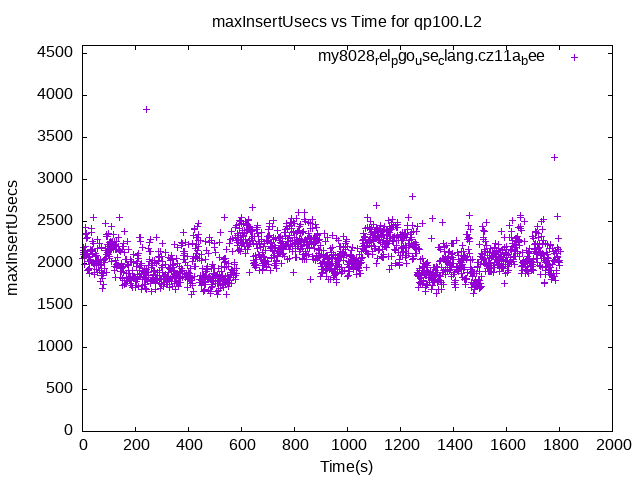 maxInsertUsecs vs Time for qp100.L2
my8028relpgouseclang.cz11abee
maxInsertUsecs
4500
4000
3500
3000
2500
2000
1500
1000
500
0
0 200 400 600 800 1000 1200 1400 1600 1800 2000
Time(s)